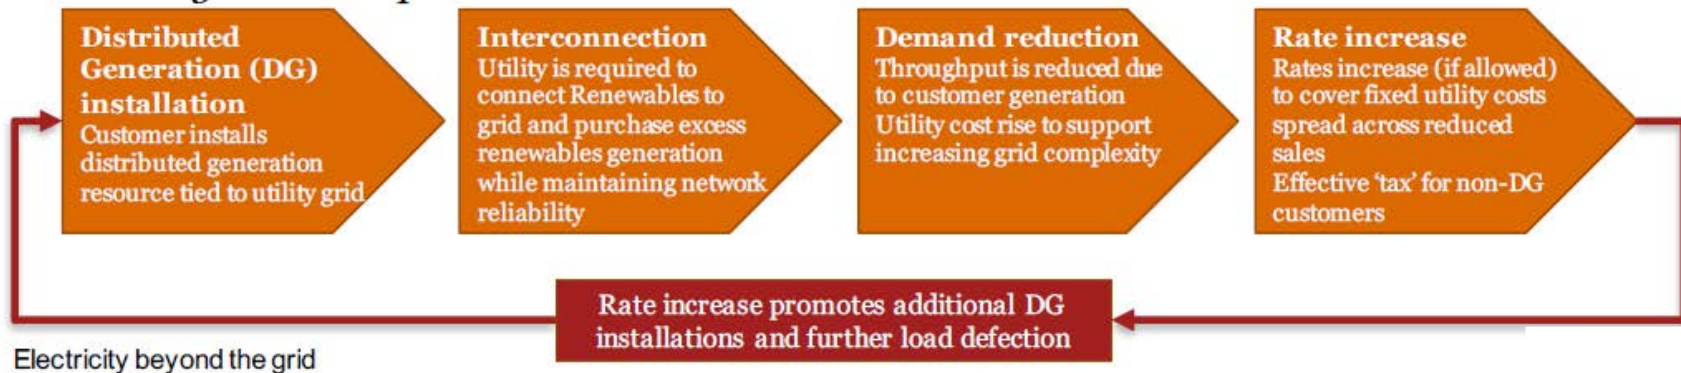 Distributed
Generation (DG)
installation
Customer installs
distributed generation
resource tied to utility grid
Interconnection
Utility is required to
connect Renewables to
grid and purchase excess
renewables generation
while maintaining network
reliability
Demand reduction
Throughput is reduced due
to customer generation
Utility cost rise to support
increasing grid complexity
Rate increase
Rates increase (if allowed)
to cover fixed utility costs
spread across reduced
sales
Effective ‘tax’ for non-DG
customers
Rate increase promotes additional DG
installations and further load defection
Electricity beyond the grid